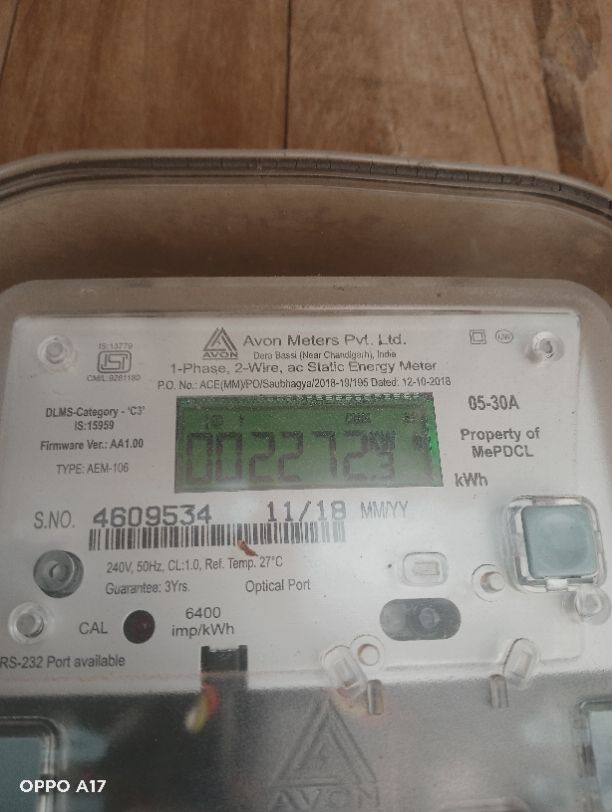 IS:13779
ISI
CM/L:9261180
AVON
Avon Meters Pvt. Ltd.
Dera Bassi (Near Chandigarh), India
1-Phase, 2-Wire, ac Static Energy Meter
P.O. No.: ACE(MM)/PO/Saubhagya/2018-19/195 Dated: 12-10-2018
DLMS-Category - 'C3'
IS:15959
Firmware Ver.: AA1.00
TYPE: AEM-106
002272
05-30A
Property of
MePDCL
kWh
S.NO. 4609534 11/18 MM/YY
240V, 50Hz, CL:1.0, Ref. Temp. 27°C
Guarantee: 3Yrs. Optical Port
CAL
6400
imp/kWh
RS-232 Port available
AVON
OPPO A17